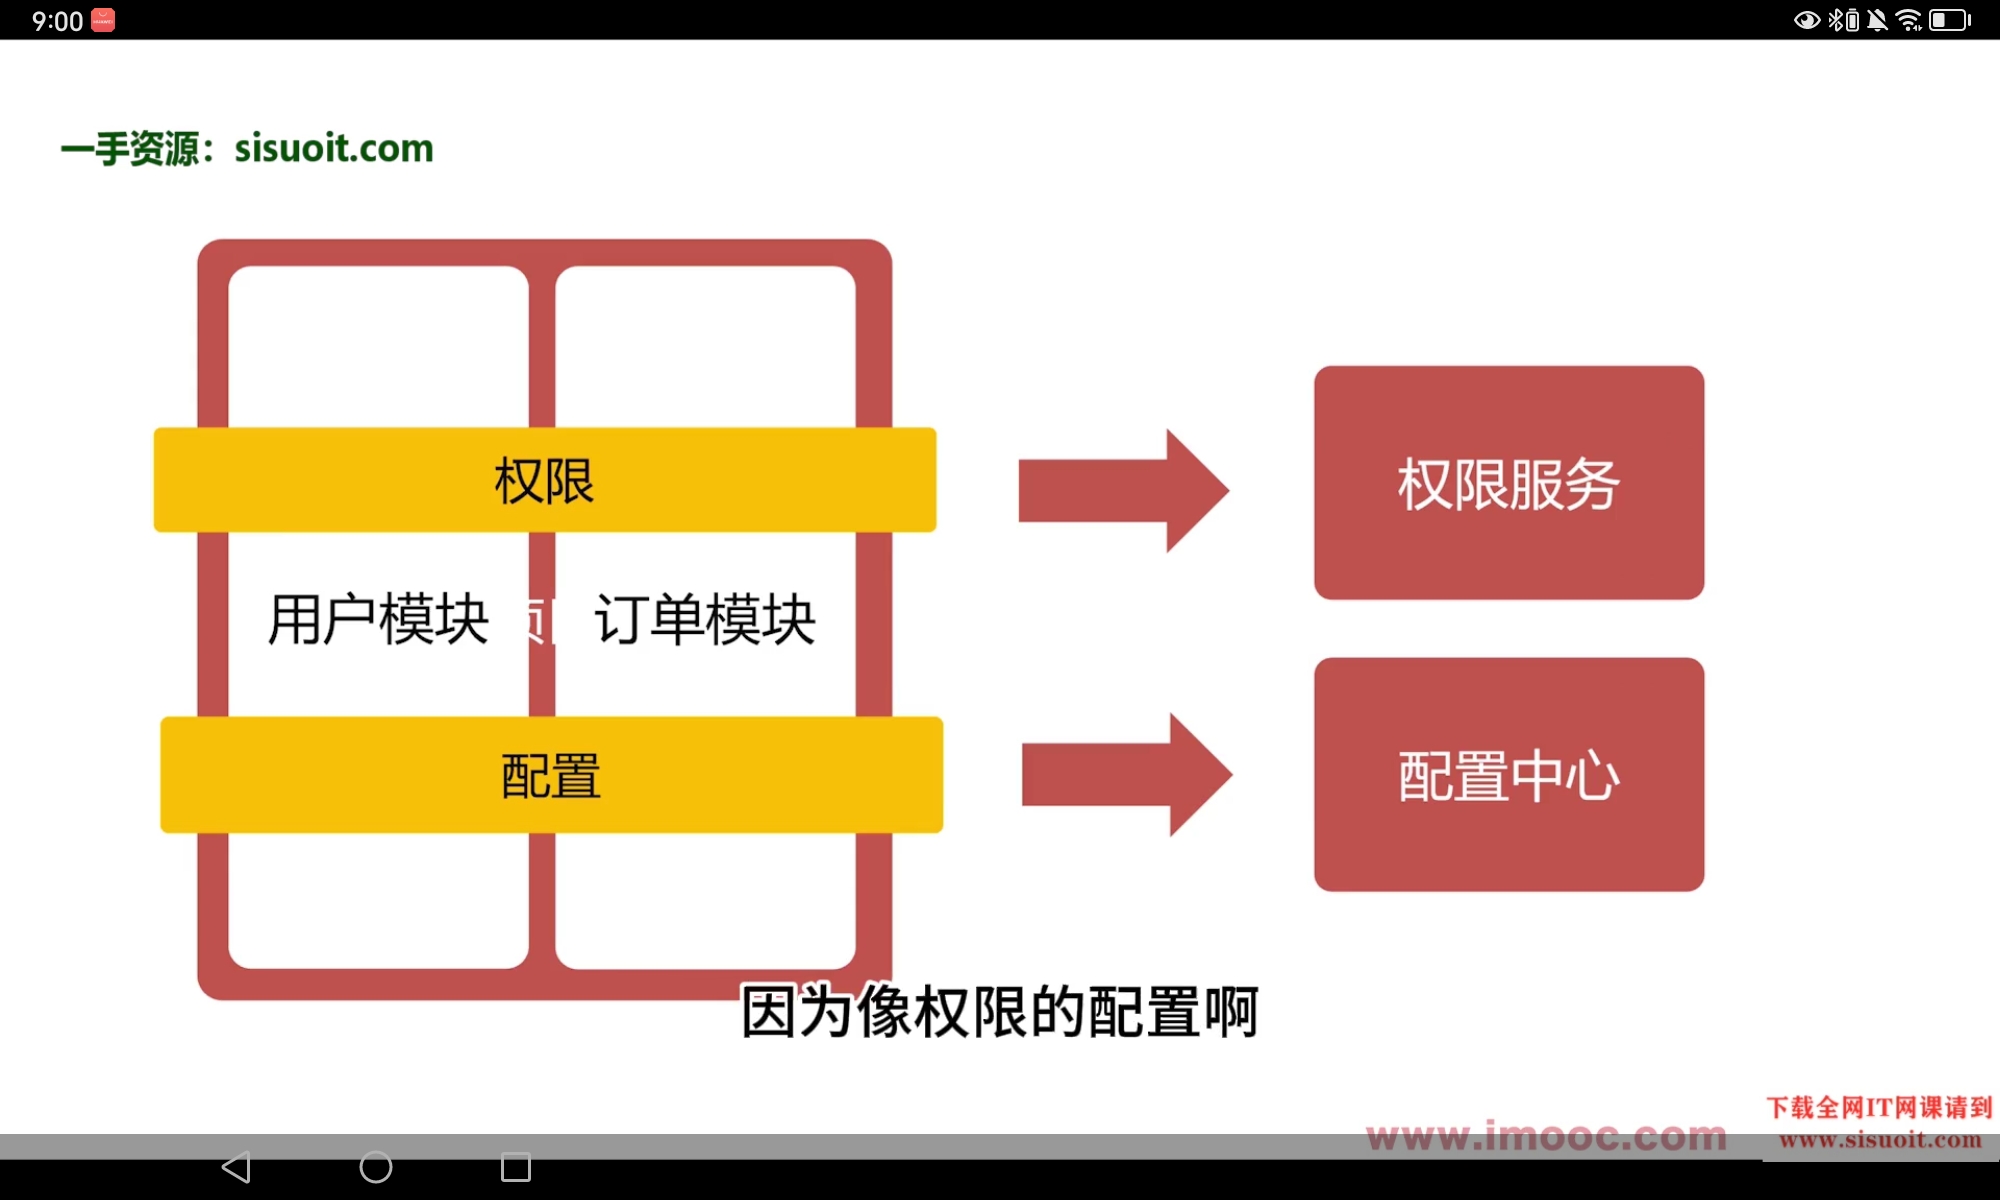 9:00
一手资源：sisuoit.com
权限
权限服务
用户模块
订单模块
配置
配置中心
因为像权限的配置啊
下载全网IT网课请到
www.imooc.com
www.sisuoit.com